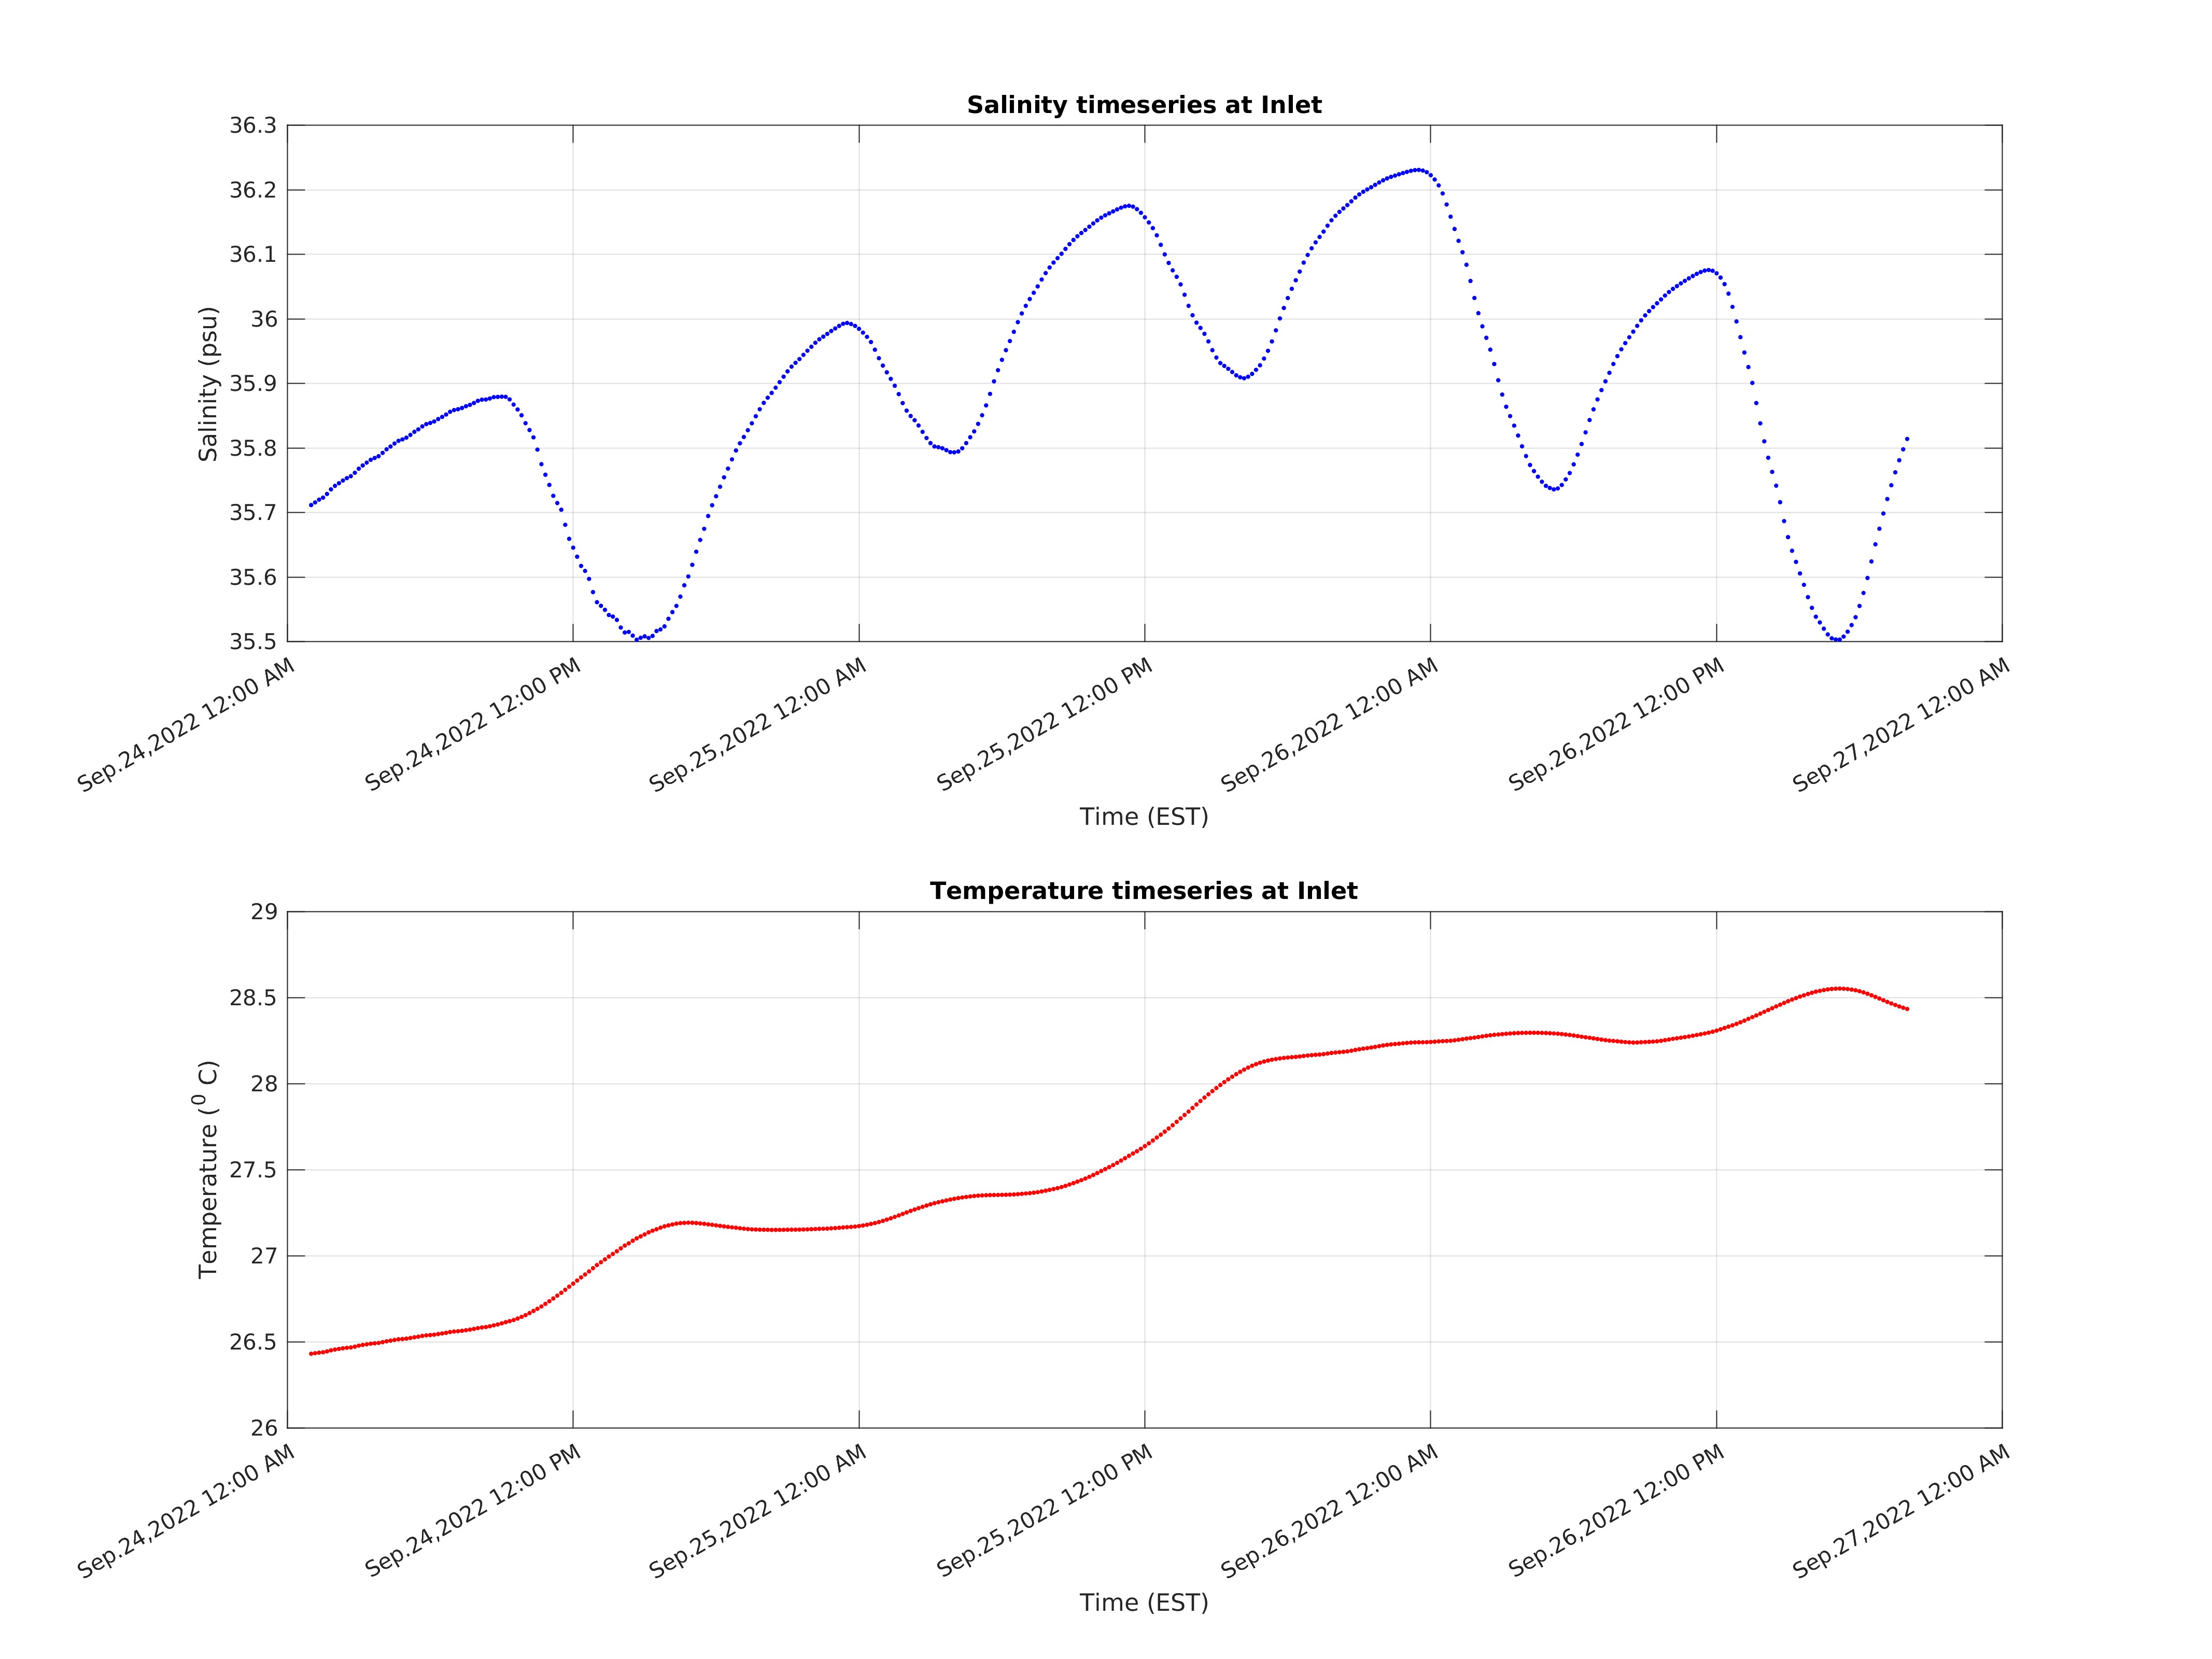 Salinity timeseries at Inlet
36.3
36.2
36.1
36
35.9
35.8
35.7
35.6
35.5
Salinity (psu)
Sep.24,2022 12:00 AM
Sep.24,2022 12:00 PM
Sep.25,2022 12:00 AM
Sep.25,2022 12:00 PM
Sep.26,2022 12:00 AM
Sep.26,2022 12:00 PM
Sep.27,2022 12:00 AM
Time (EST)
Temperature timeseries at Inlet
29
28.5
28
27.5
27
26.5
26
Temperature (⁰ C)
Sep.24,2022 12:00 AM
Sep.24,2022 12:00 PM
Sep.25,2022 12:00 AM
Sep.25,2022 12:00 PM
Sep.26,2022 12:00 AM
Sep.26,2022 12:00 PM
Sep.27,2022 12:00 AM
Time (EST)